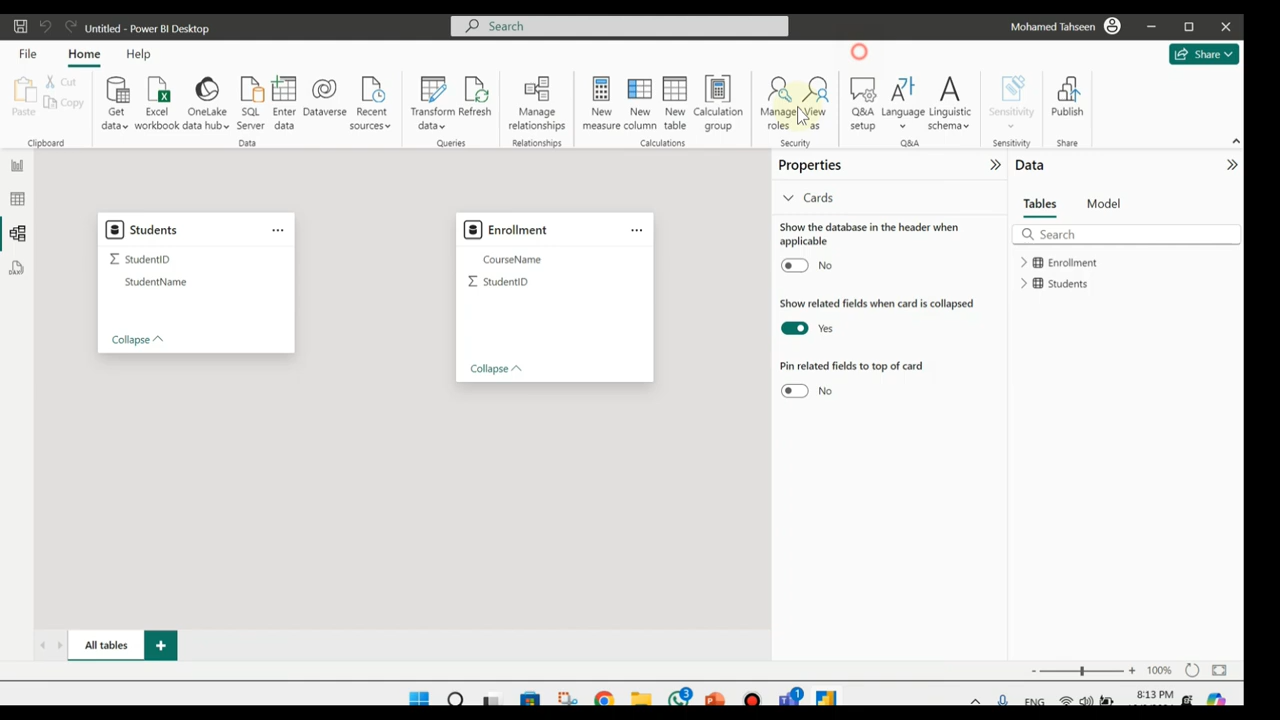 Untitled - Power BI Desktop
Search
Mohamed Tahseen
File
Home
Help
Share
Paste
Cut
Copy
Get data
Excel workbook
OneLake data hub
SQL Server
Enter data
Dataverse
Recent sources
Transform data
Refresh
Manage relationships
New measure
New column
New table
Calculation group
Manage roles
View as
Q&A setup
Language
Linguistic schema
Sensitivity
Publish
Clipboard
Data
Queries
Relationships
Calculations
Security
Q&A
Sensitivity
Share
Students
StudentID
StudentName
Collapse
Enrollment
CourseName
StudentID
Collapse
Properties
Cards
Show the database in the header when
applicable
No
Show related fields when card is collapsed
Yes
Pin related fields to top of card
No
Data
Tables
Model
Search
Enrollment
Students
All tables
100%
3
1
ENG
8:13 PM